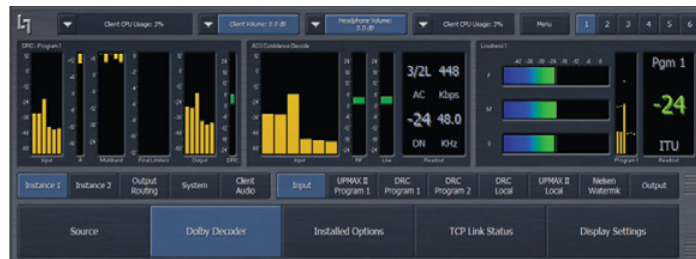 Client CPU Usage: 3%
Client Volume: 0.0 dB
Headphone Volume: 0.0 dB
Client CPU Usage: 3%
Menu
1 2 3 4 5 6
DRC - Program 1
AC3 Confidence Decode
Loudness 1
3/2L 448
AC Kbps
-24 48.0
DN KHz
Pgm 1
-24
ITU
F
M
Input
A
Multiband
Final Limiters
Output
DRC
Input
RF
Line
Readout
Program 1
Readout
Instance 1
Instance 2
Output Routing
System
Client Audio
Input
UPMAX II Program 1
DRC Program 1
DRC Program 2
DRC Local
UPMAX II Local
Nielsen Watermk
Output
Source
Dolby Decoder
Installed Options
TCP Link Status
Display Settings